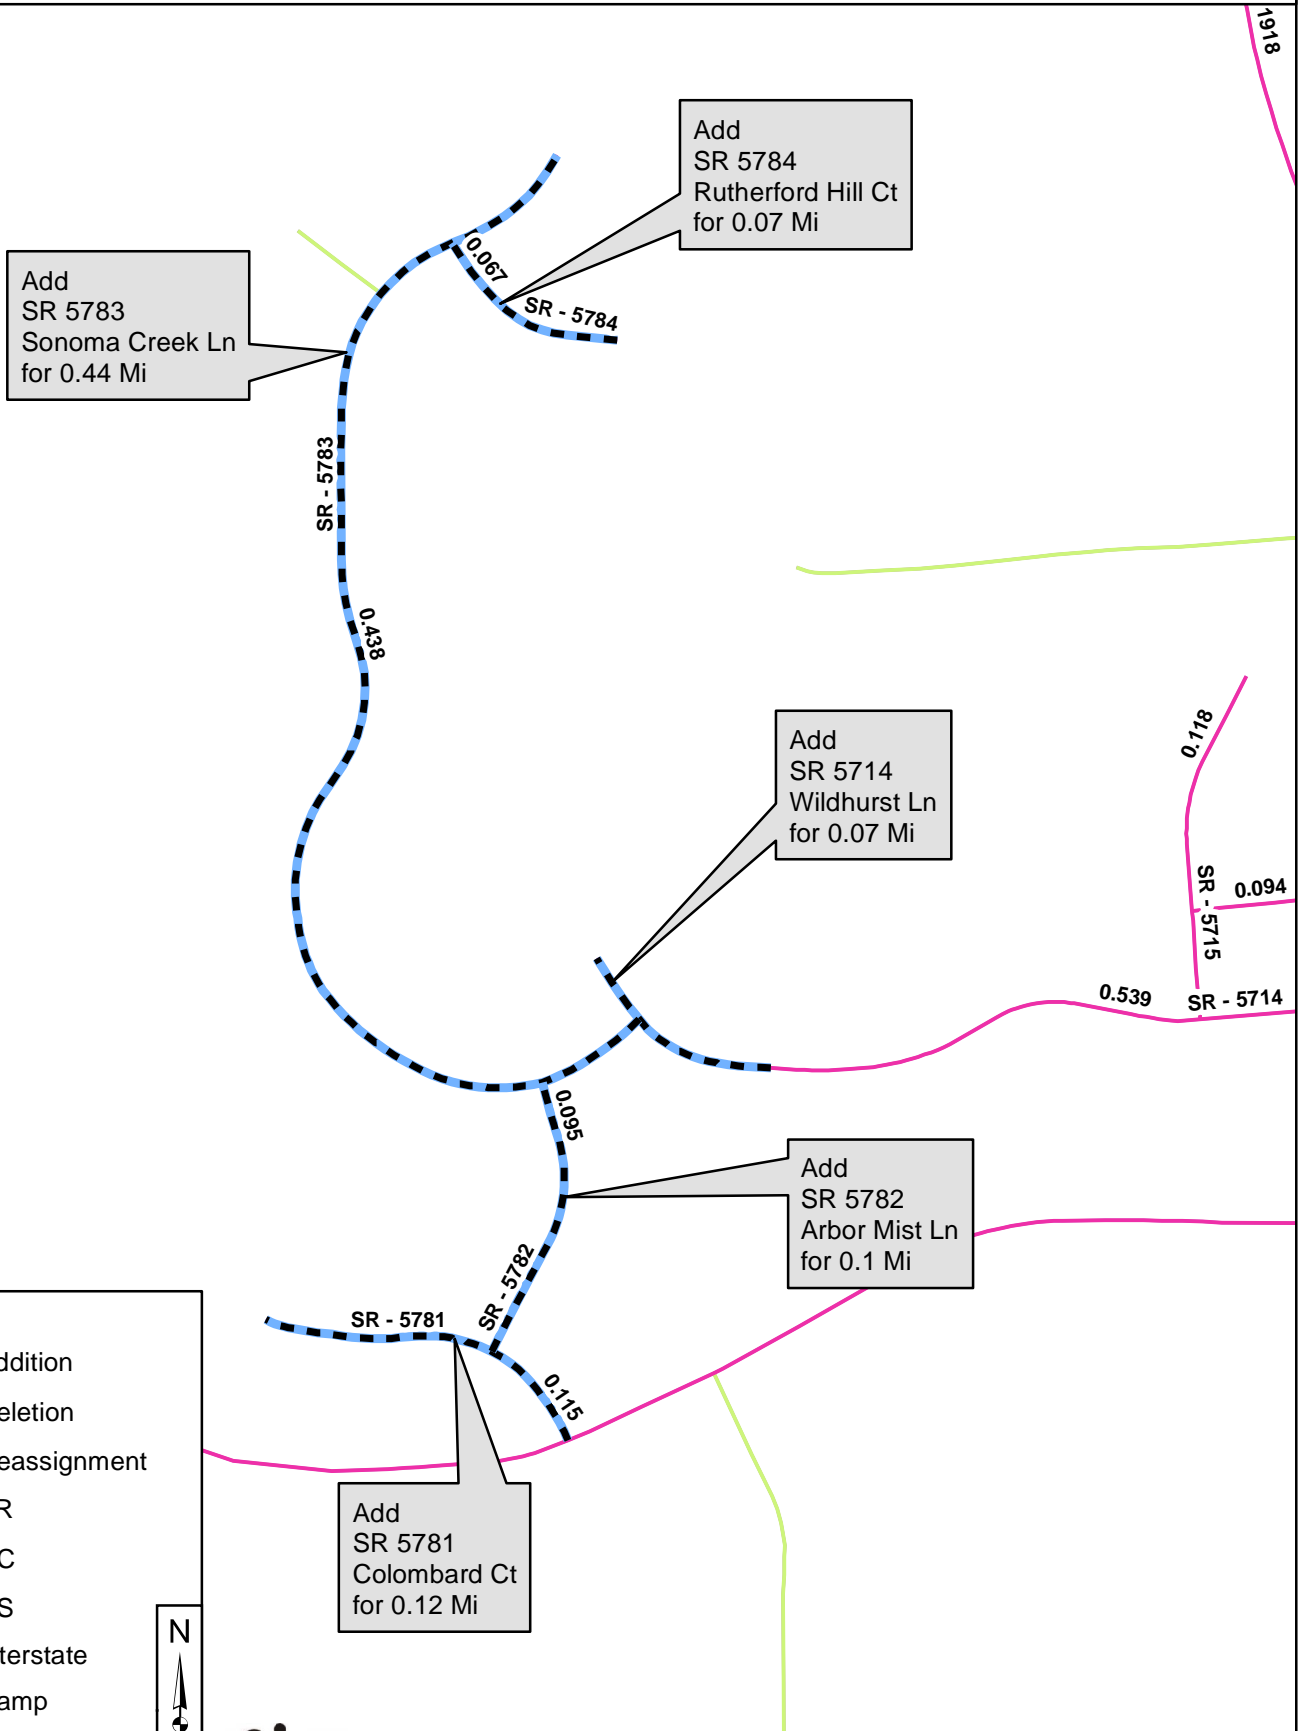 1918
Add
SR 5784
Rutherford Hill Ct
for 0.07 Mi
Add
SR 5783
Sonoma Creek Ln
for 0.44 Mi
0.067
SR - 5784
SR - 5783
0.438
Add
SR 5714
Wildhurst Ln
for 0.07 Mi
0.118
SR - 5715
0.094
0.539
SR - 5714
0.095
Add
SR 5782
Arbor Mist Ln
for 0.1 Mi
SR - 5782
SR - 5781
0.115
Add
SR 5781
Colombard Ct
for 0.12 Mi
ddition
eletion
eassignment
R
C
S
terstate
amp
N